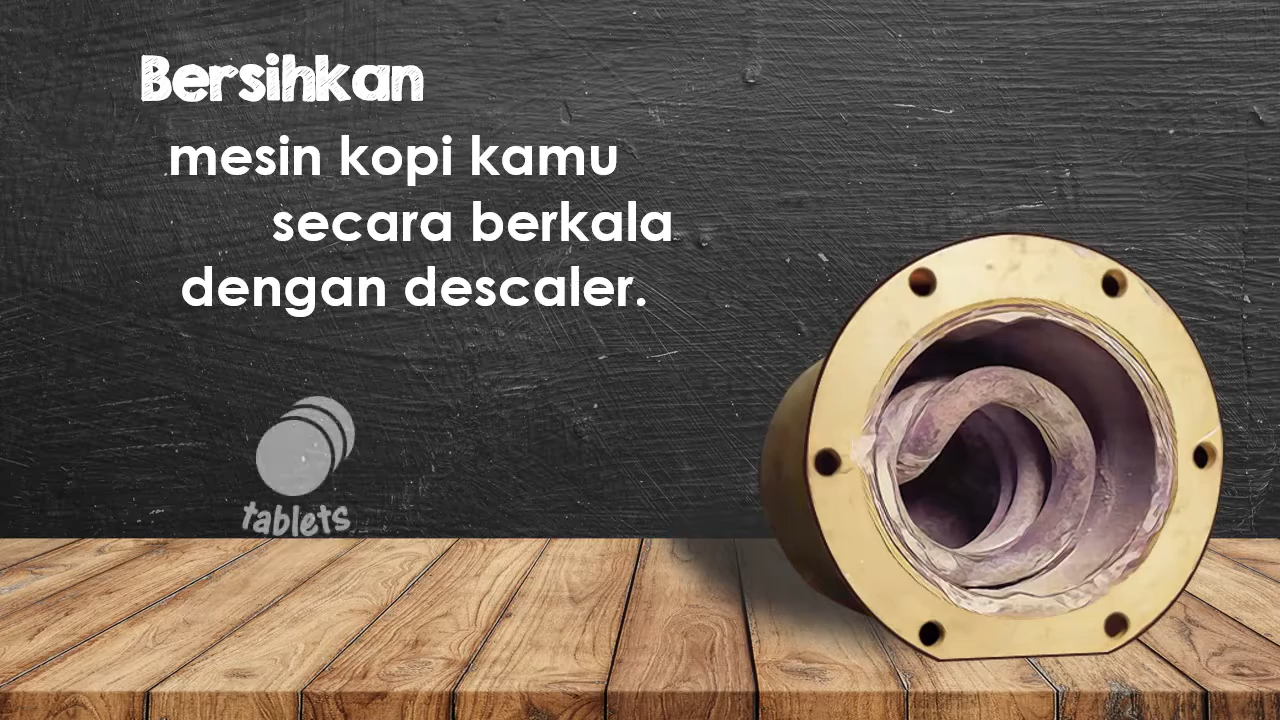 Bersihkan
mesin kopi kamu
secara berkala
dengan descaler.
tablets